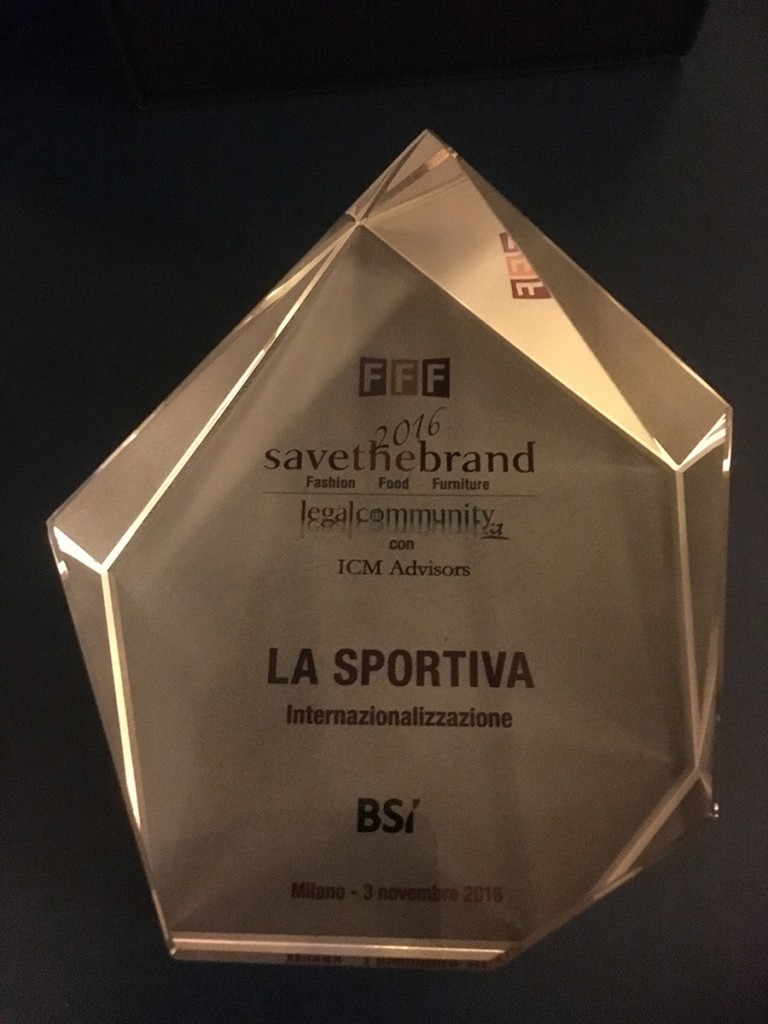 FFF
2016
savethebrand
Fashion Food Furniture
legalcommunity.it
con
ICM Advisors
LA SPORTIVA
Internazionalizzazione
BSI
Milano - 3 novembre 2016